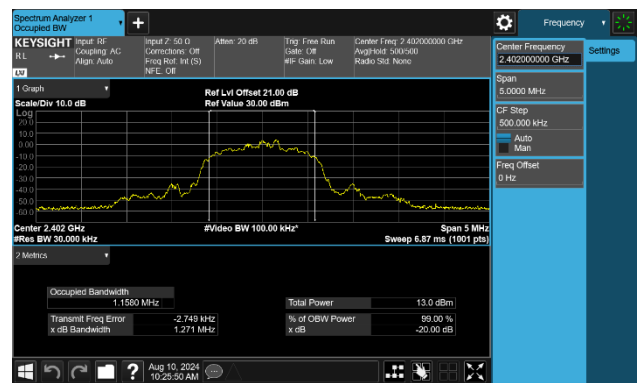 Spectrum Analyzer 1
Occupied BW
+
Frequency
KEYSIGHT
RL
LU
Input: RF
Coupling: AC
Align: Auto
Input Z: 50 Ω
Corrections: Off
Freq Ref: Int (S)
NFE: Off
Atten: 20 dB
Trig: Free Run
Gate: Off
#IF Gain: Low
Center Freq: 2.402000000 GHz
Avg|Hold: 500/500
Radio Std: None
Center Frequency
2.402000000 GHz
Settings
Span
5.0000 MHz
CF Step
500.000 kHz
Auto
Man
Freq Offset
0 Hz
1 Graph
Scale/Div 10.0 dB
Ref Lvl Offset 21.00 dB
Ref Value 30.00 dBm
Log
20.0
10.0
0.00
-10.0
-20.0
-30.0
-40.0
-50.0
-60.0
Center 2.402 GHz
#Res BW 30.000 kHz
#Video BW 100.00 kHz*
Span 5 MHz
Sweep 6.87 ms (1001 pts)
2 Metrics
Occupied Bandwidth
1.1580 MHz
Total Power 13.0 dBm
Transmit Freq Error -2.749 kHz
% of OBW Power 99.00 %
x dB Bandwidth 1.271 MHz
x dB -20.00 dB
?
Aug 10, 2024
10:25:50 AM